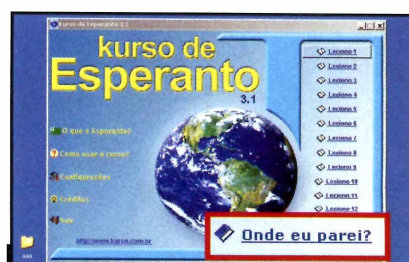 Kurso de Esperanto 3.1
kurso de
Esperanto
3.1
O que é Esperanto?
Como usar o curso?
Configurações
Créditos
Sair
http://www.kurso.com.br
Leciono 1
Leciono 2
Leciono 3
Leciono 4
Leciono 5
Leciono 6
Leciono 7
Leciono 8
Leciono 9
Leciono 10
Leciono 11
Leciono 12
Onde eu parei?